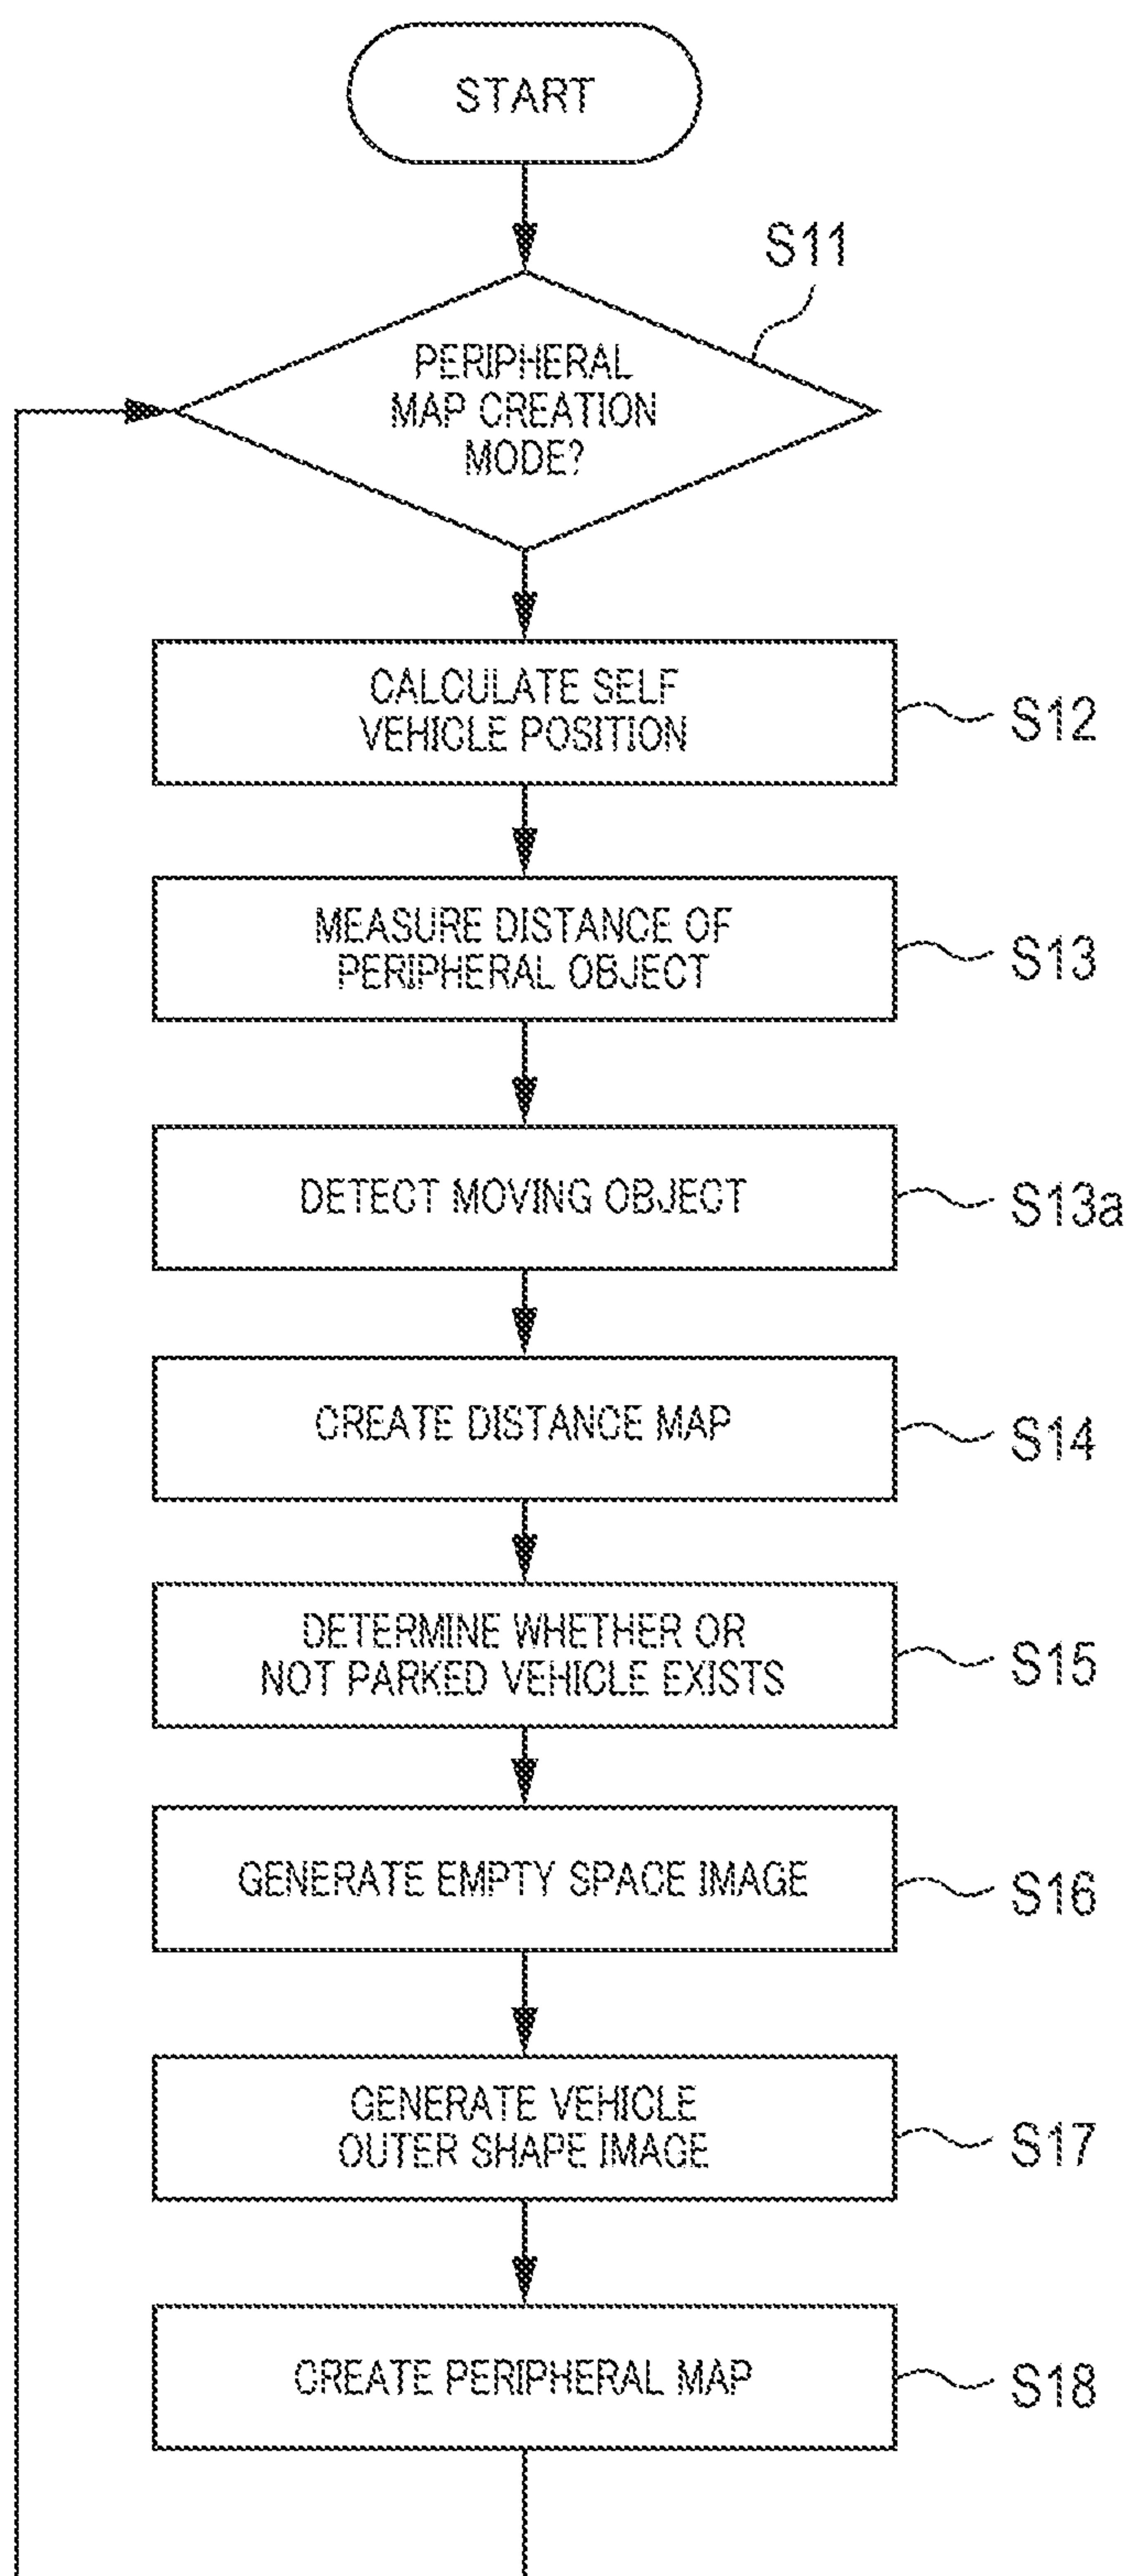 START
S11
PERIPHERAL
MAP CREATION
MODE?
CALCULATE SELF
VEHICLE POSITION
S12
MEASURE DISTANCE OF
PERIPHERAL OBJECT
S13
DETECT MOVING OBJECT
S13a
CREATE DISTANCE MAP
S14
DETERMINE WHETHER OR
NOT PARKED VEHICLE EXISTS
S15
GENERATE EMPTY SPACE IMAGE
S16
GENERATE VEHICLE
OUTER SHAPE IMAGE
S17
CREATE PERIPHERAL MAP
S18